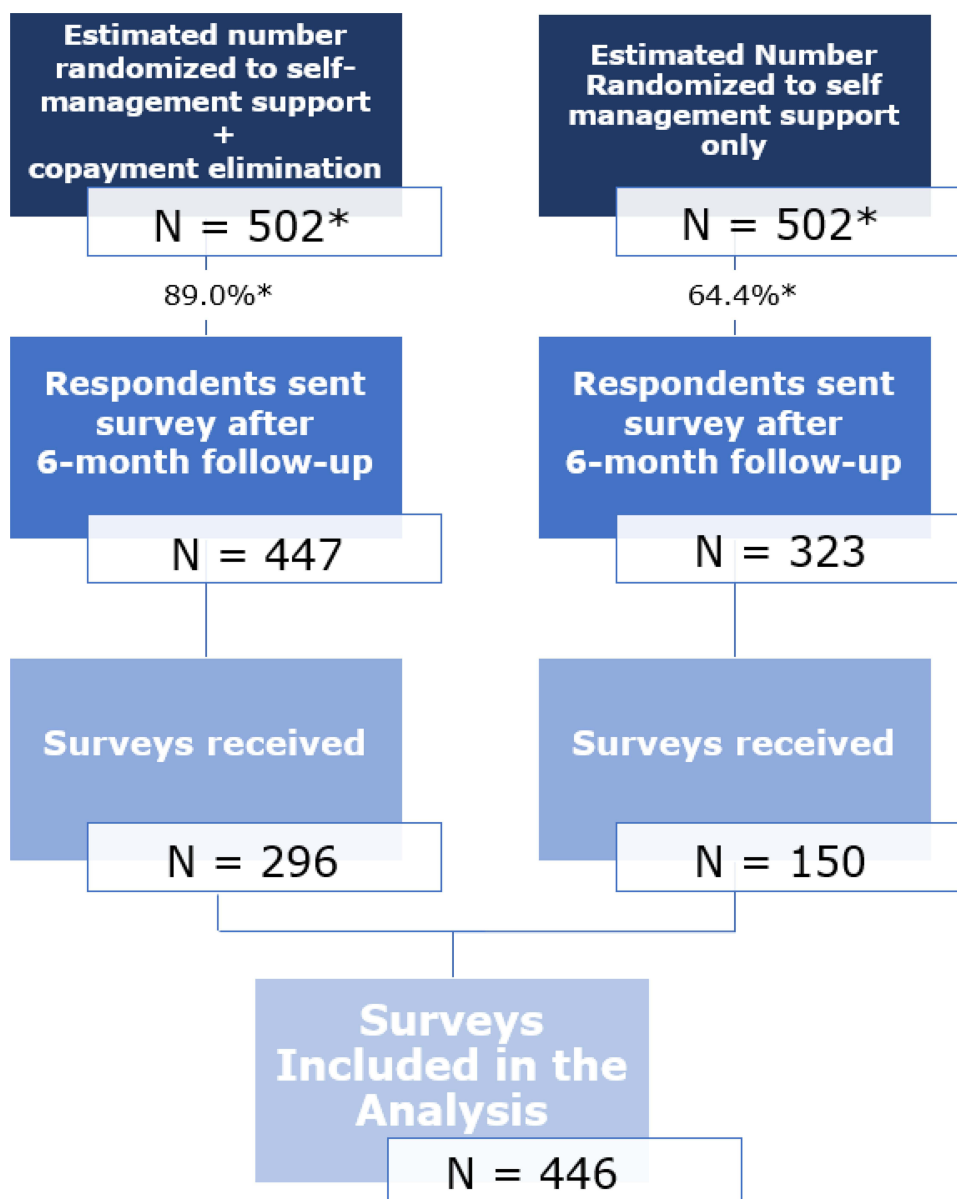 Estimated number
randomized to self-
management support
+
copayment elimination
N = 502*
89.0%*
Respondents sent
survey after
6-month follow-up
N = 447
Surveys received
N = 296
Estimated Number
Randomized to self
management support
only
N = 502*
64.4%*
Respondents sent
survey after
6-month follow-up
N = 323
Surveys received
N = 150
Surveys
Included in the
Analysis
N = 446